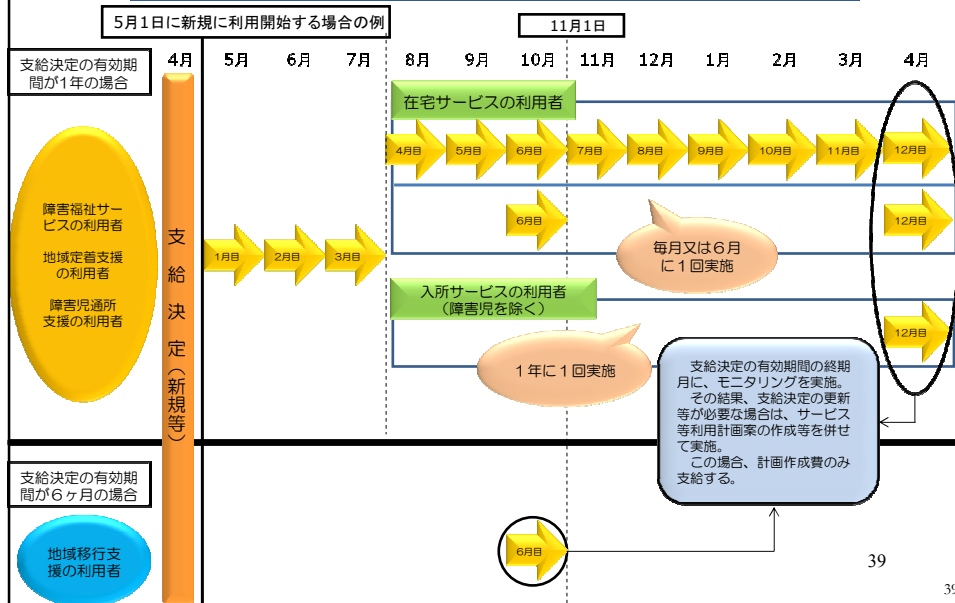 5月1日に新規に利用開始する場合の例
11月1日
支給決定の有効期
間が1年の場合
4月
5月
6月
7月
8月
9月
10月
11月
12月
1月
2月
3月
4月
在宅サービスの利用者
4月目
5月目
6月目
7月目
8月目
9月目
10月目
11月目
12月目
障害福祉サー
ビスの利用者
地域定着支援
の利用者
障害児通所
支援の利用者
支給決定(新規等)
1月目
2月目
3月目
6月目
12月目
毎月又は6月
に1回実施
入所サービスの利用者
(障害児を除く)
12月目
1年に1回実施
支給決定の有効期間の終期
月に、モニタリングを実施。
その結果、支給決定の更新
等が必要な場合は、サービス
等利用計画案の作成等を併せ
て実施。
この場合、計画作成費のみ
支給する。
支給決定の有効期
間が6ヶ月の場合
地域移行支
援の利用者
6月目
39
39